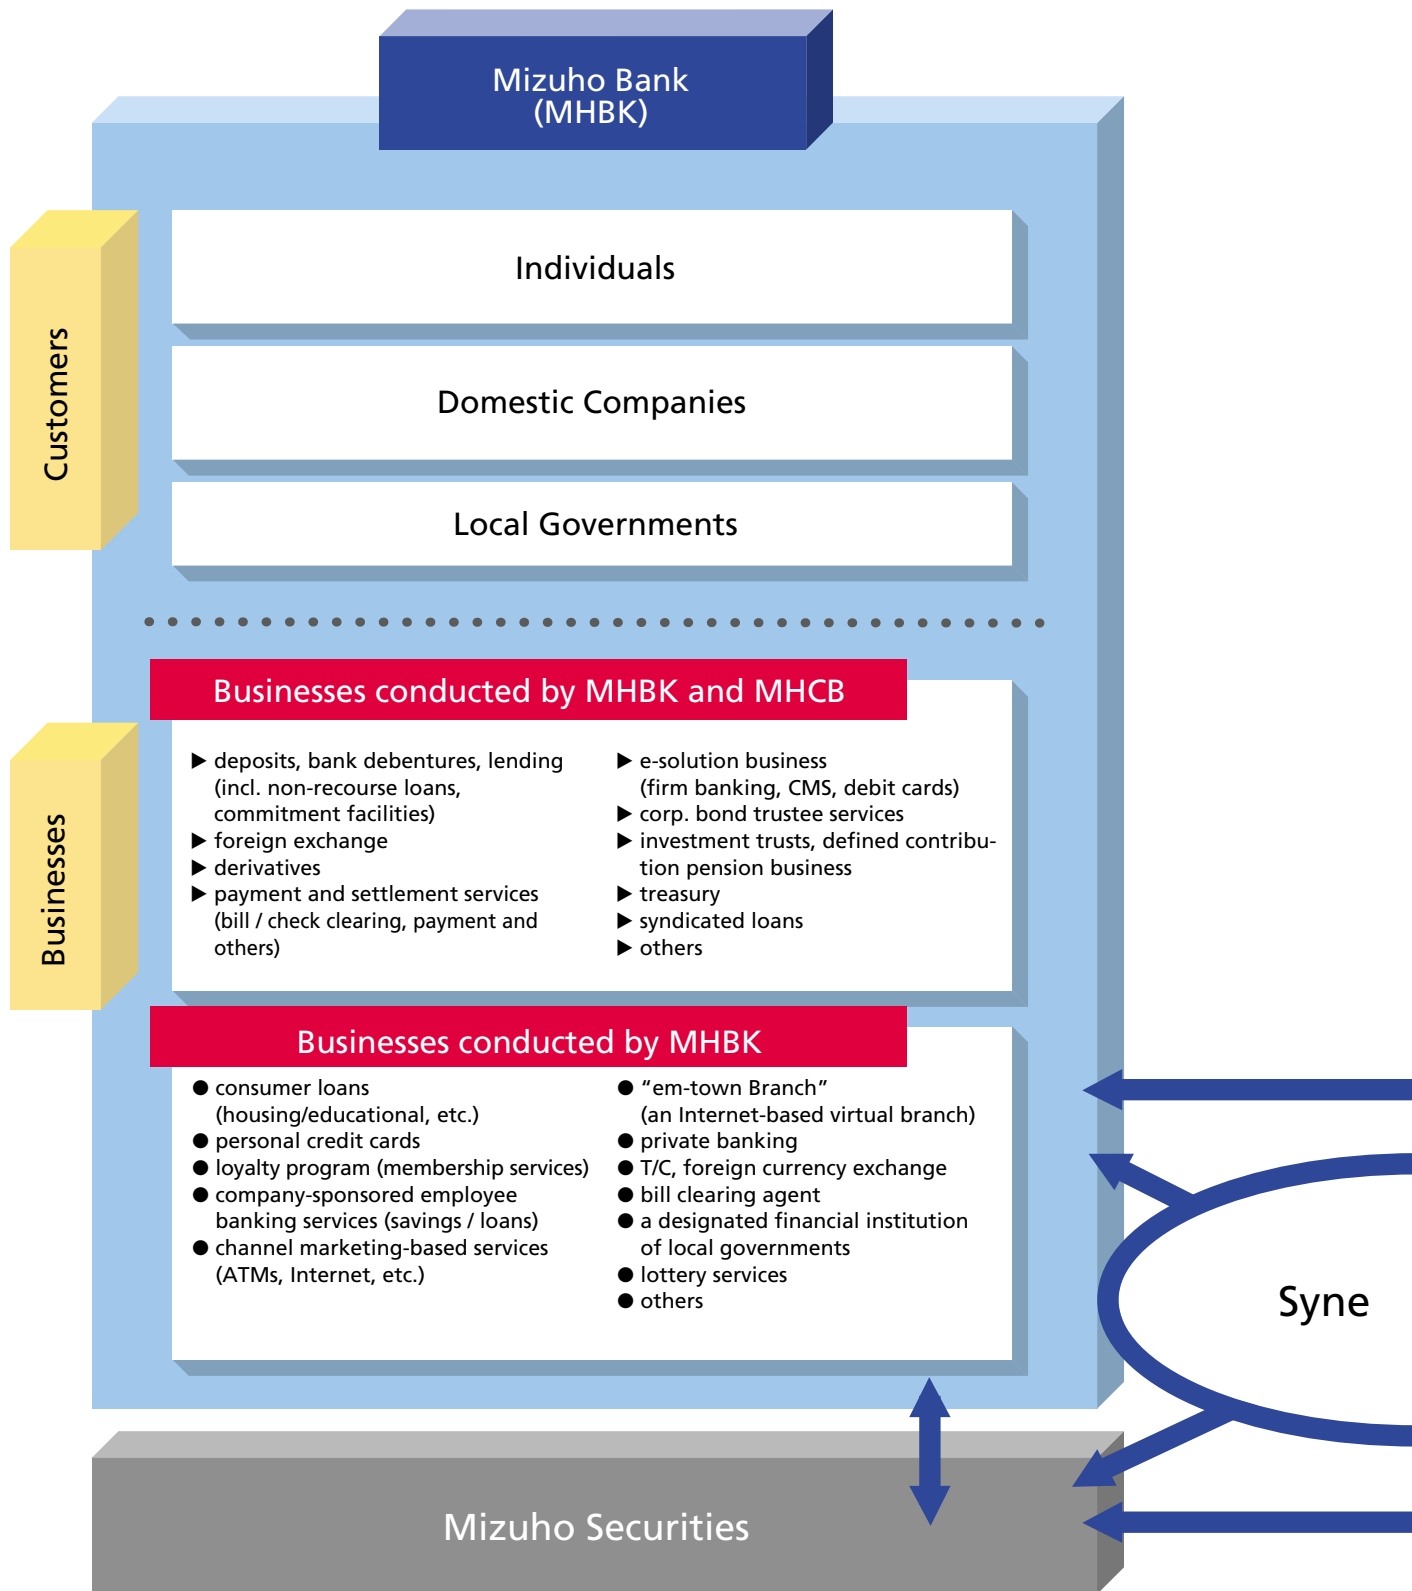 Mizuho Bank
(MHBK)
Customers
Individuals
Domestic Companies
Local Governments
Businesses
Businesses conducted by MHBK and MHCB
▶ deposits, bank debentures, lending
(incl. non-recourse loans,
commitment facilities)
▶ foreign exchange
▶ derivatives
▶ payment and settlement services
(bill / check clearing, payment and
others)
▶ e-solution business
(firm banking, CMS, debit cards)
▶ corp. bond trustee services
▶ investment trusts, defined contribu-
tion pension business
▶ treasury
▶ syndicated loans
▶ others
Businesses conducted by MHBK
● consumer loans
(housing/educational, etc.)
● personal credit cards
● loyalty program (membership services)
● company-sponsored employee
banking services (savings / loans)
● channel marketing-based services
(ATMs, Internet, etc.)
● “em-town Branch”
(an Internet-based virtual branch)
● private banking
● T/C, foreign currency exchange
● bill clearing agent
● a designated financial institution
of local governments
● lottery services
● others
Syne
Mizuho Securities